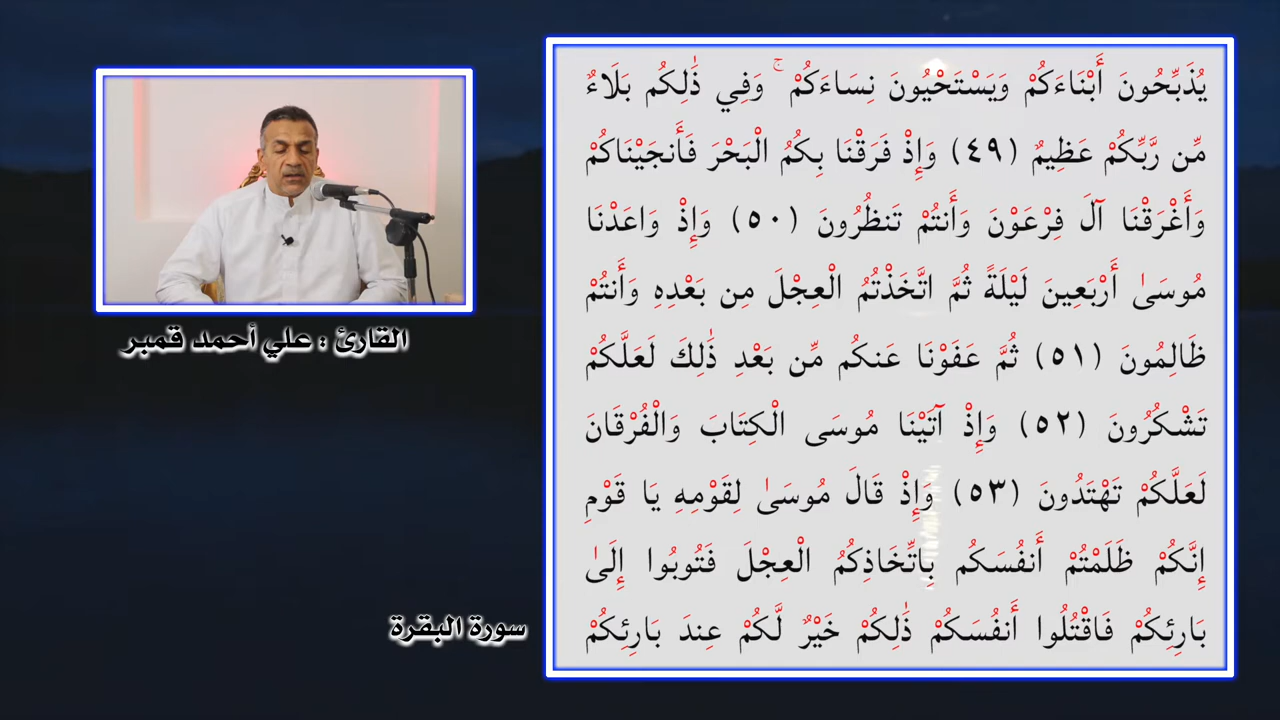 يُذَبِّحُونَ أَبْنَاءَكُمْ وَيَسْتَحْيُونَ نِسَاءَكُمْ ۚ وَفِي ذَٰلِكُم بَلَاءٌ
مِّن رَّبِّكُمْ عَظِيمٌ (٤٩) وَإِذْ فَرَقْنَا بِكُمُ الْبَحْرَ فَأَنجَيْنَاكُمْ
وَأَغْرَقْنَا آلَ فِرْعَوْنَ وَأَنتُمْ تَنظُرُونَ (٥٠) وَإِذْ وَاعَدْنَا
مُوسَىٰ أَرْبَعِينَ لَيْلَةً ثُمَّ اتَّخَذْتُمُ الْعِجْلَ مِن بَعْدِهِ وَأَنتُمْ
ظَالِمُونَ (٥١) ثُمَّ عَفَوْنَا عَنكُم مِّن بَعْدِ ذَٰلِكَ لَعَلَّكُمْ
تَشْكُرُونَ (٥٢) وَإِذْ آتَيْنَا مُوسَى الْكِتَابَ وَالْفُرْقَانَ
لَعَلَّكُمْ تَهْتَدُونَ (٥٣) وَإِذْ قَالَ مُوسَىٰ لِقَوْمِهِ يَا قَوْمِ
إِنَّكُمْ ظَلَمْتُمْ أَنفُسَكُم بِاتِّخَاذِكُمُ الْعِجْلَ فَتُوبُوا إِلَىٰ
بَارِئِكُمْ فَاقْتُلُوا أَنفُسَكُمْ ذَٰلِكُمْ خَيْرٌ لَّكُمْ عِندَ بَارِئِكُمْ
القارئ : علي أحمد قمبر
سورة البقرة